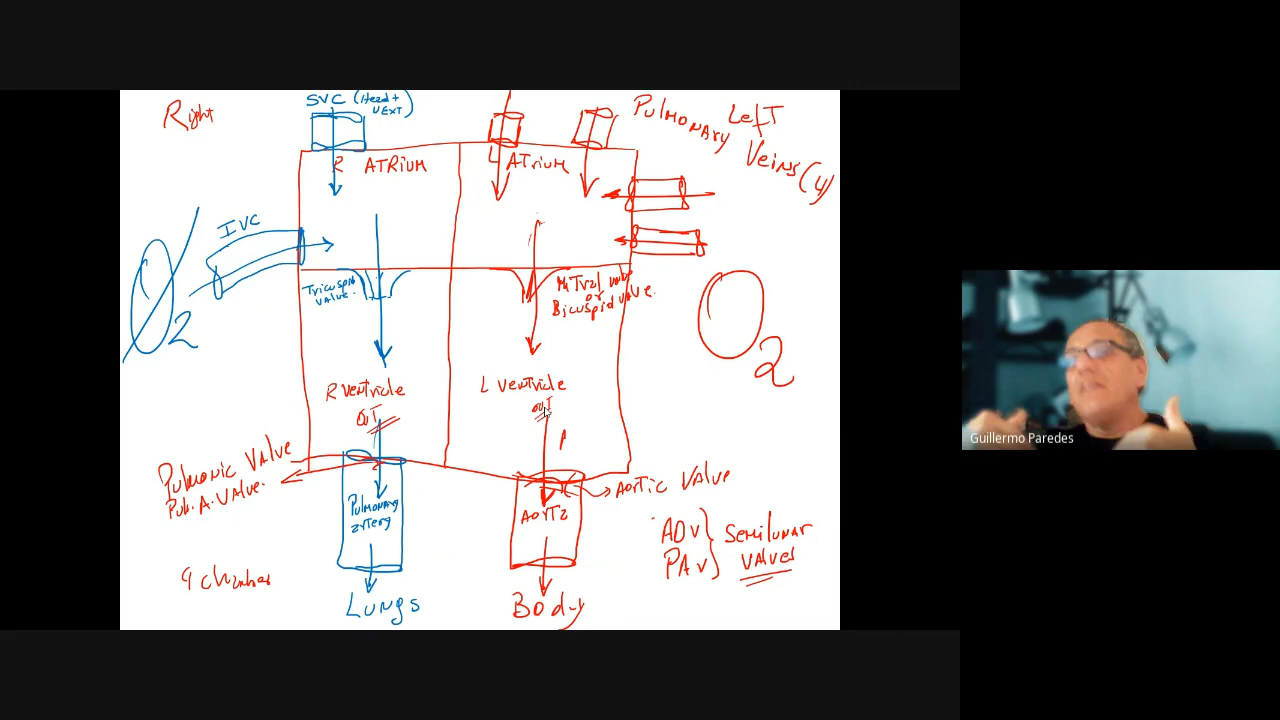 Right
SVC (Head +
UEXT)
Pulmonary
Veins (4)
Left
R ATRIUM
L ATrium
IVC
O2
Tricuspid
valve.
Mitral valve
or
Bicuspid valve.
O2
R ventricle
OUT
L ventricle
OUT
Pulmonic Valve
Pul. A. Valve.
Pulmonary
artery
Aorta
Aortic Valve
AOV
PAV
Semilunar
Valves
4 chamber
Lungs
Body
Guillermo Paredes